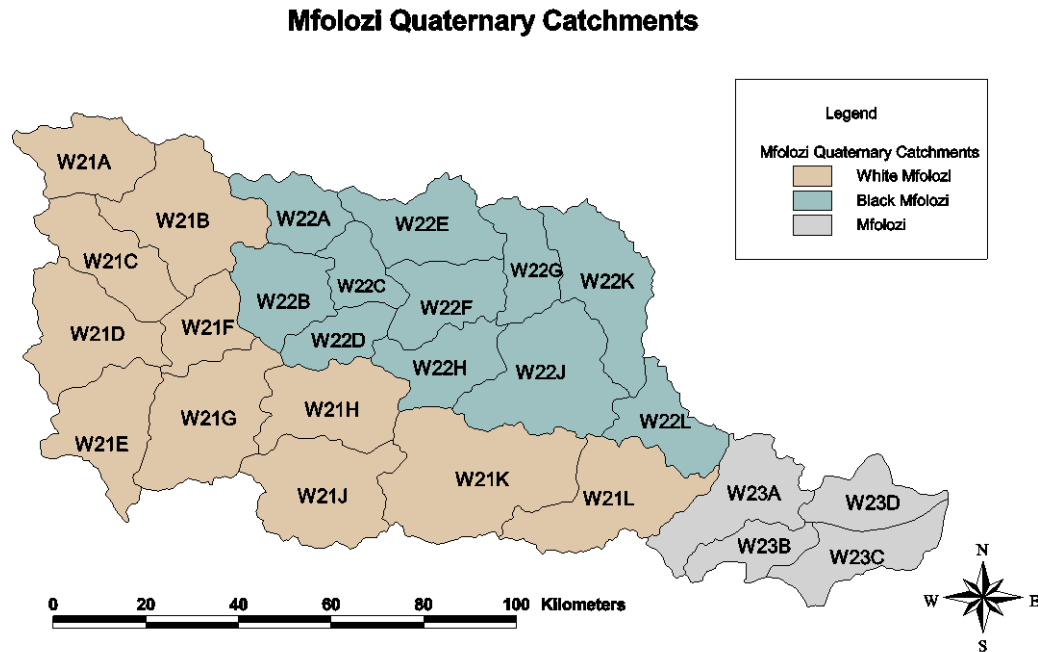 Mfolozi Quaternary Catchments
Legend
Mfolozi Quaternary Catchments
White Mfolozi
Black Mfolozi
Mfolozi
W21A
W21B
W22A
W22E
W21C
W22G
W22K
W22B
W22C
W22F
W21D
W21F
W22D
W22H
W22J
W21H
W21G
W22L
W21E
W21K
W21J
W21L
W23A
W23D
W23B
W23C
0 20 40 60 80 100 Kilometers
N
W E
S